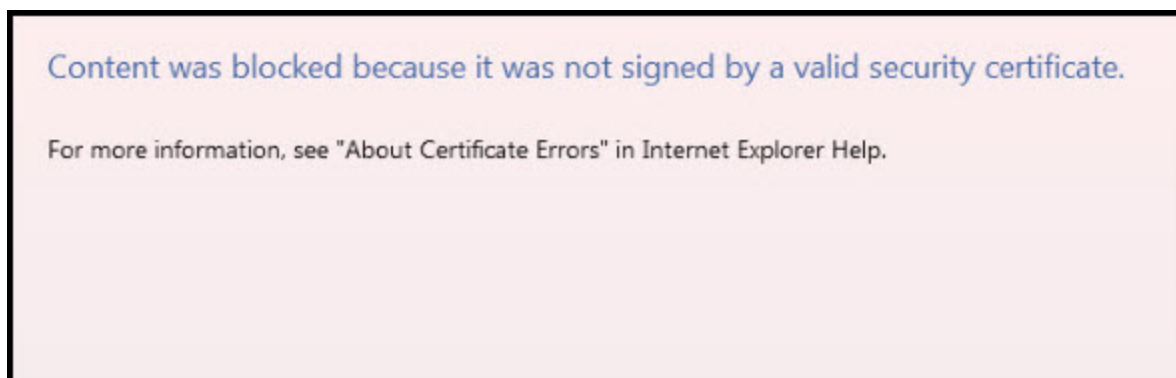 Content was blocked because it was not signed by a valid security certificate.
For more information, see "About Certificate Errors" in Internet Explorer Help.